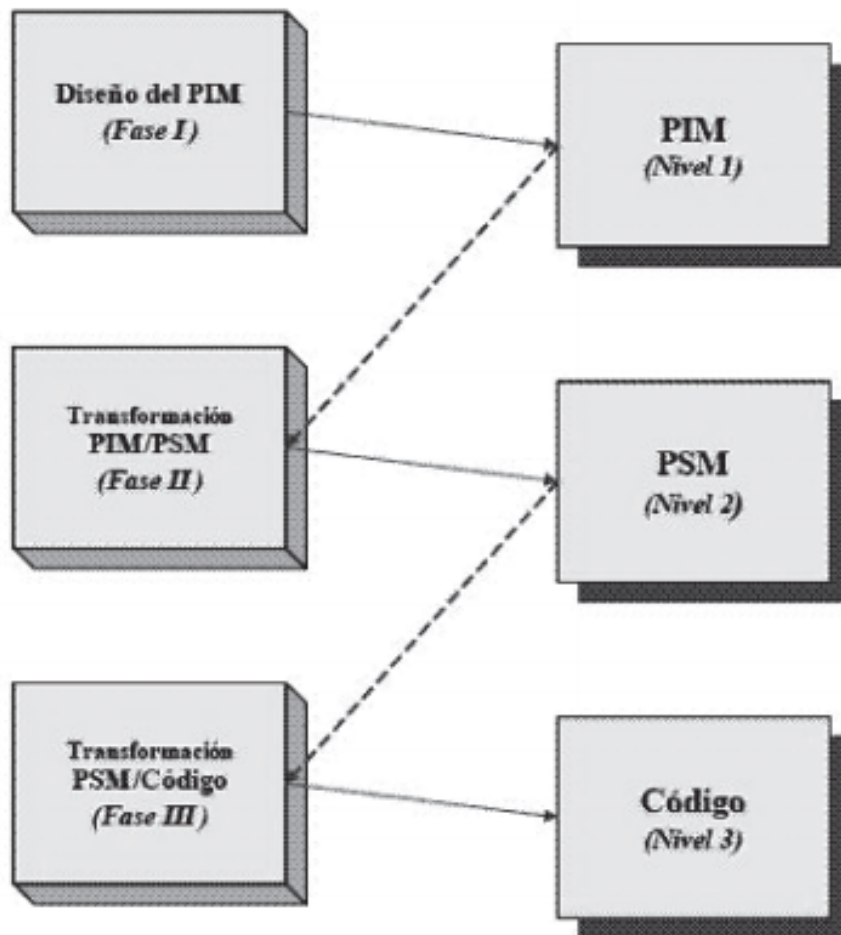 Diseño del PIM
(Fase I)
PIM
(Nivel 1)
Transformación
PIM/PSM
(Fase II)
PSM
(Nivel 2)
Transformación
PSM/Código
(Fase III)
Código
(Nivel 3)